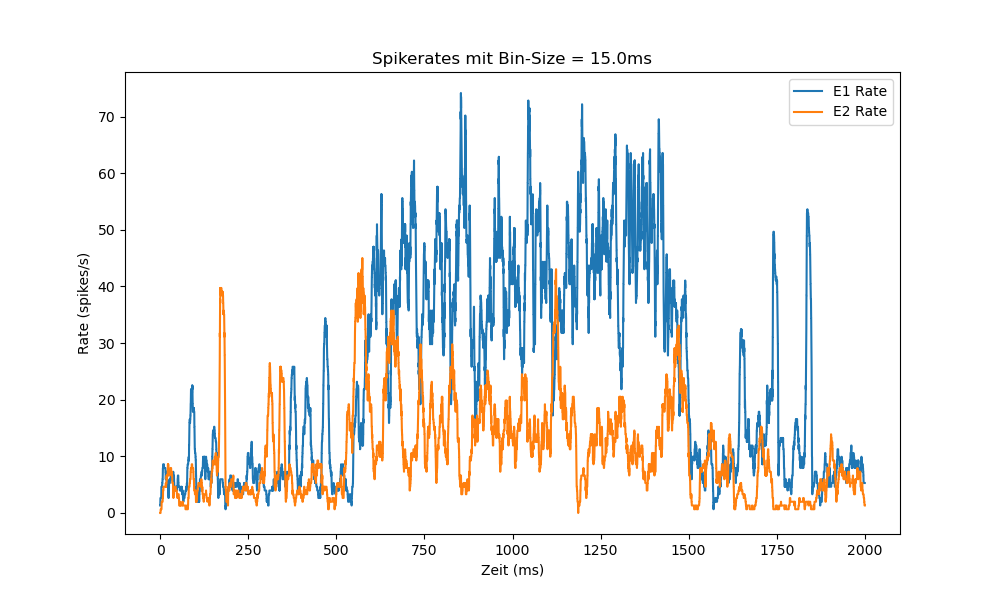 Spikerates mit Bin-Size = 15.0ms
E1 Rate
E2 Rate
70
60
50
40
30
20
10
0
Rate (spikes/s)
0 250 500 750 1000 1250 1500 1750 2000
Zeit (ms)